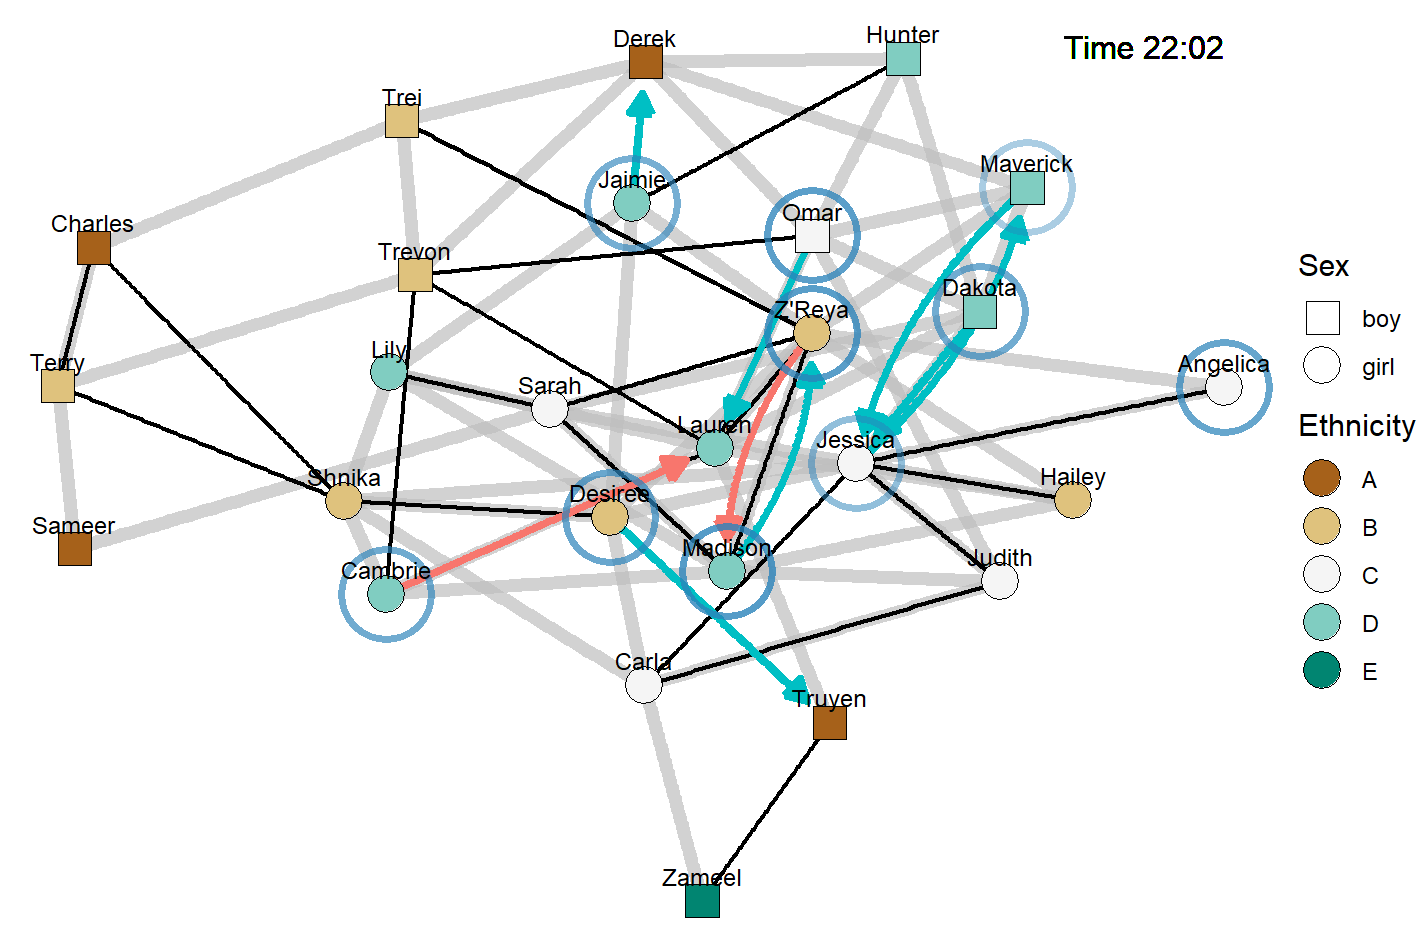 Derek
Hunter
Time 22:02
Trei
Maverick
Jaimie
Omar
Charles
Trevon
Sex
Dakota
Z'Reya
boy
Lily
Terry
Angelica
girl
Sarah
Ethnicity
Lauren
Jessica
Shnika
Hailey
A
Desiree
Sameer
B
Madison
Judith
Cambrie
C
D
Carla
E
Truyen
Zameel